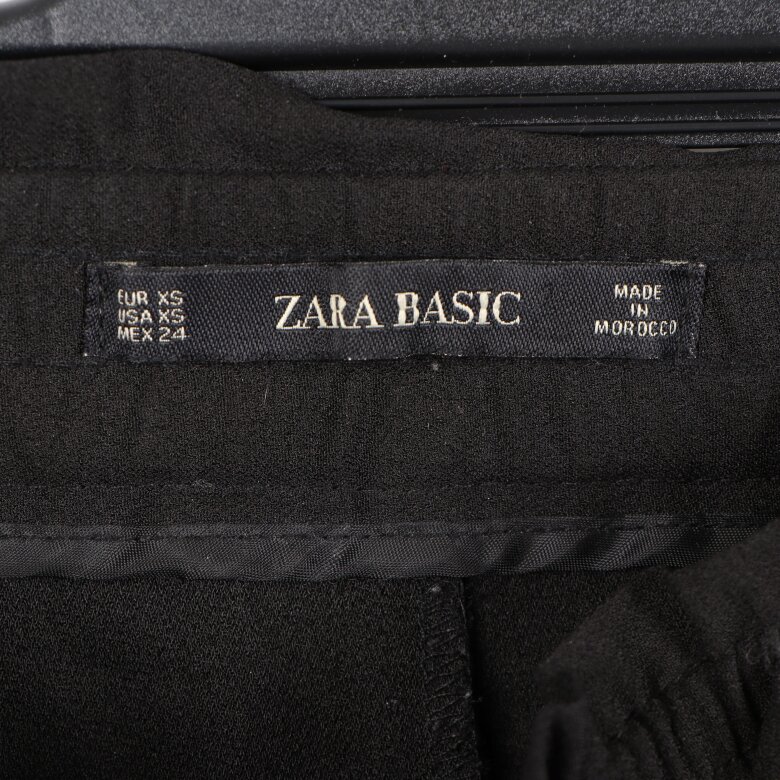 EUR XS
USA XS
MEX 24
ZARA BASIC
MADE
IN
MOROCCO